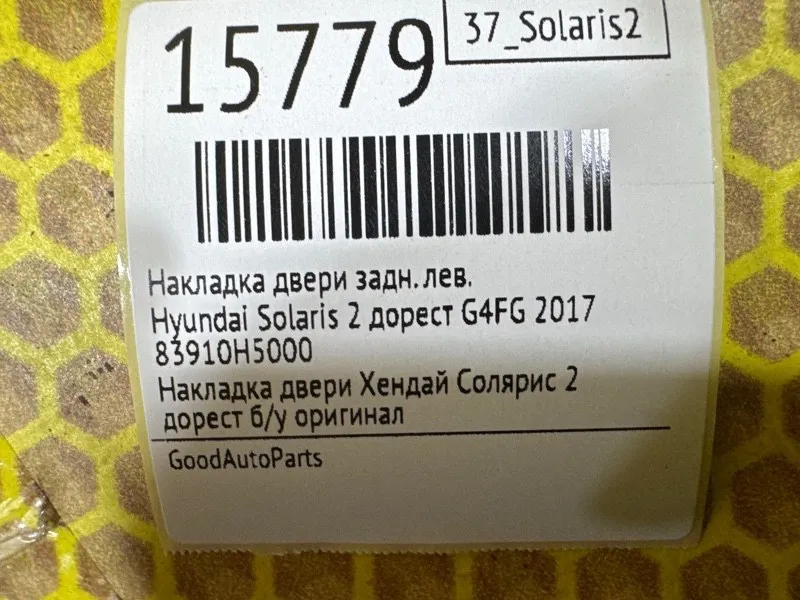 15779
37_Solaris2
Накладка двери задн.лев.
Hyundai Solaris 2 дорест G4FG 2017
83910H5000
Накладка двери Хендай Солярис 2
дорест б/у оригинал
GoodAutoParts